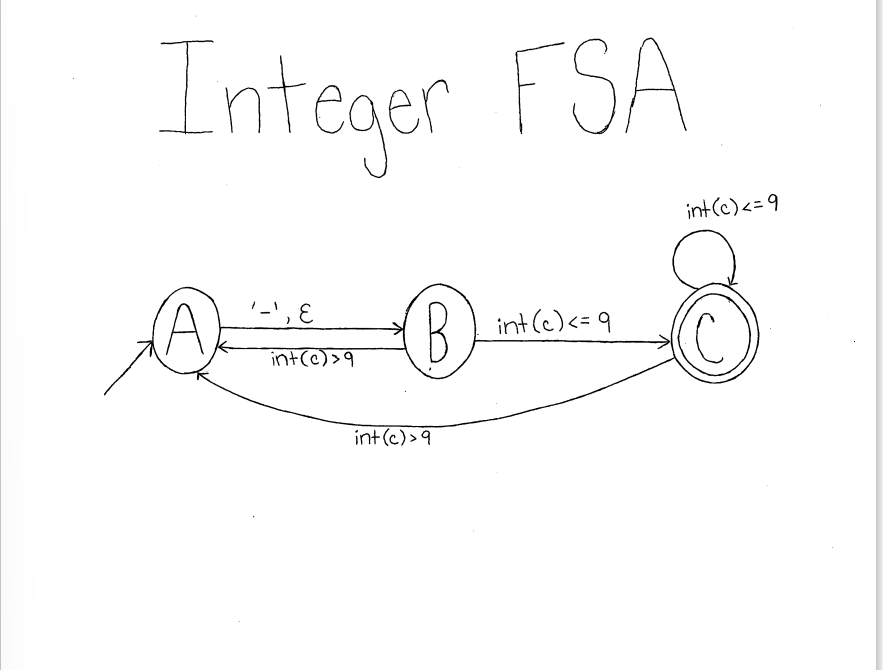 Integer FSA
int(c)<=9
'-', ε
A
B
int(c)<=9
C
int(c)>9
int(c)>9